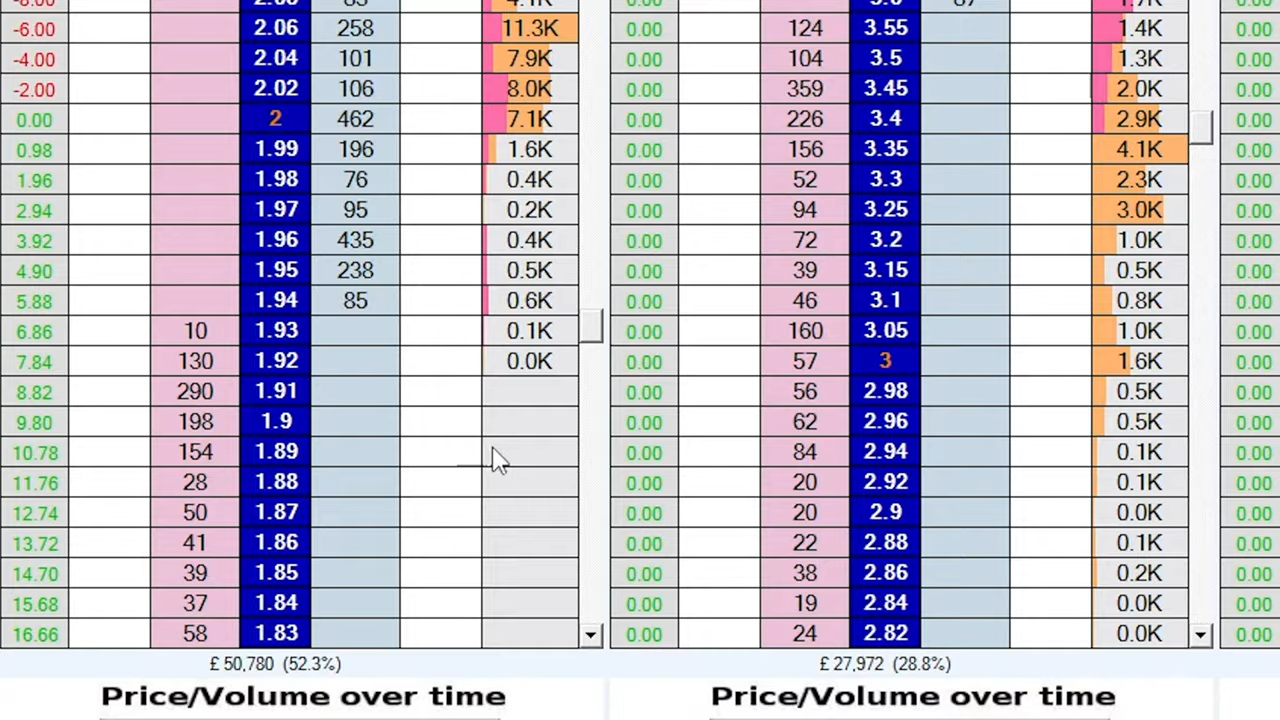 -6.00 2.06 258 11.3K 0.00 124 3.55 1.4K 0.00
-4.00 2.04 101 7.9K 0.00 104 3.5 1.3K 0.00
-2.00 2.02 106 8.0K 0.00 359 3.45 2.0K 0.00
0.00 2 462 7.1K 0.00 226 3.4 2.9K 0.00
0.98 1.99 196 1.6K 0.00 156 3.35 4.1K 0.00
1.96 1.98 76 0.4K 0.00 52 3.3 2.3K 0.00
2.94 1.97 95 0.2K 0.00 94 3.25 3.0K 0.00
3.92 1.96 435 0.4K 0.00 72 3.2 1.0K 0.00
4.90 1.95 238 0.5K 0.00 39 3.15 0.5K 0.00
5.88 1.94 85 0.6K 0.00 46 3.1 0.8K 0.00
6.86 10 1.93 0.1K 0.00 160 3.05 1.0K 0.00
7.84 130 1.92 0.0K 0.00 57 3 1.6K 0.00
8.82 290 1.91 0.00 56 2.98 0.5K 0.00
9.80 198 1.9 0.00 62 2.96 0.5K 0.00
10.78 154 1.89 0.00 84 2.94 0.1K 0.00
11.76 28 1.88 0.00 20 2.92 0.1K 0.00
12.74 50 1.87 0.00 20 2.9 0.0K 0.00
13.72 41 1.86 0.00 22 2.88 0.1K 0.00
14.70 39 1.85 0.00 38 2.86 0.2K 0.00
15.68 37 1.84 0.00 19 2.84 0.0K 0.00
16.66 58 1.83 0.00 24 2.82 0.0K 0.00
£ 50,780 (52.3%) £ 27,972 (28.8%)
Price/Volume over time Price/Volume over time